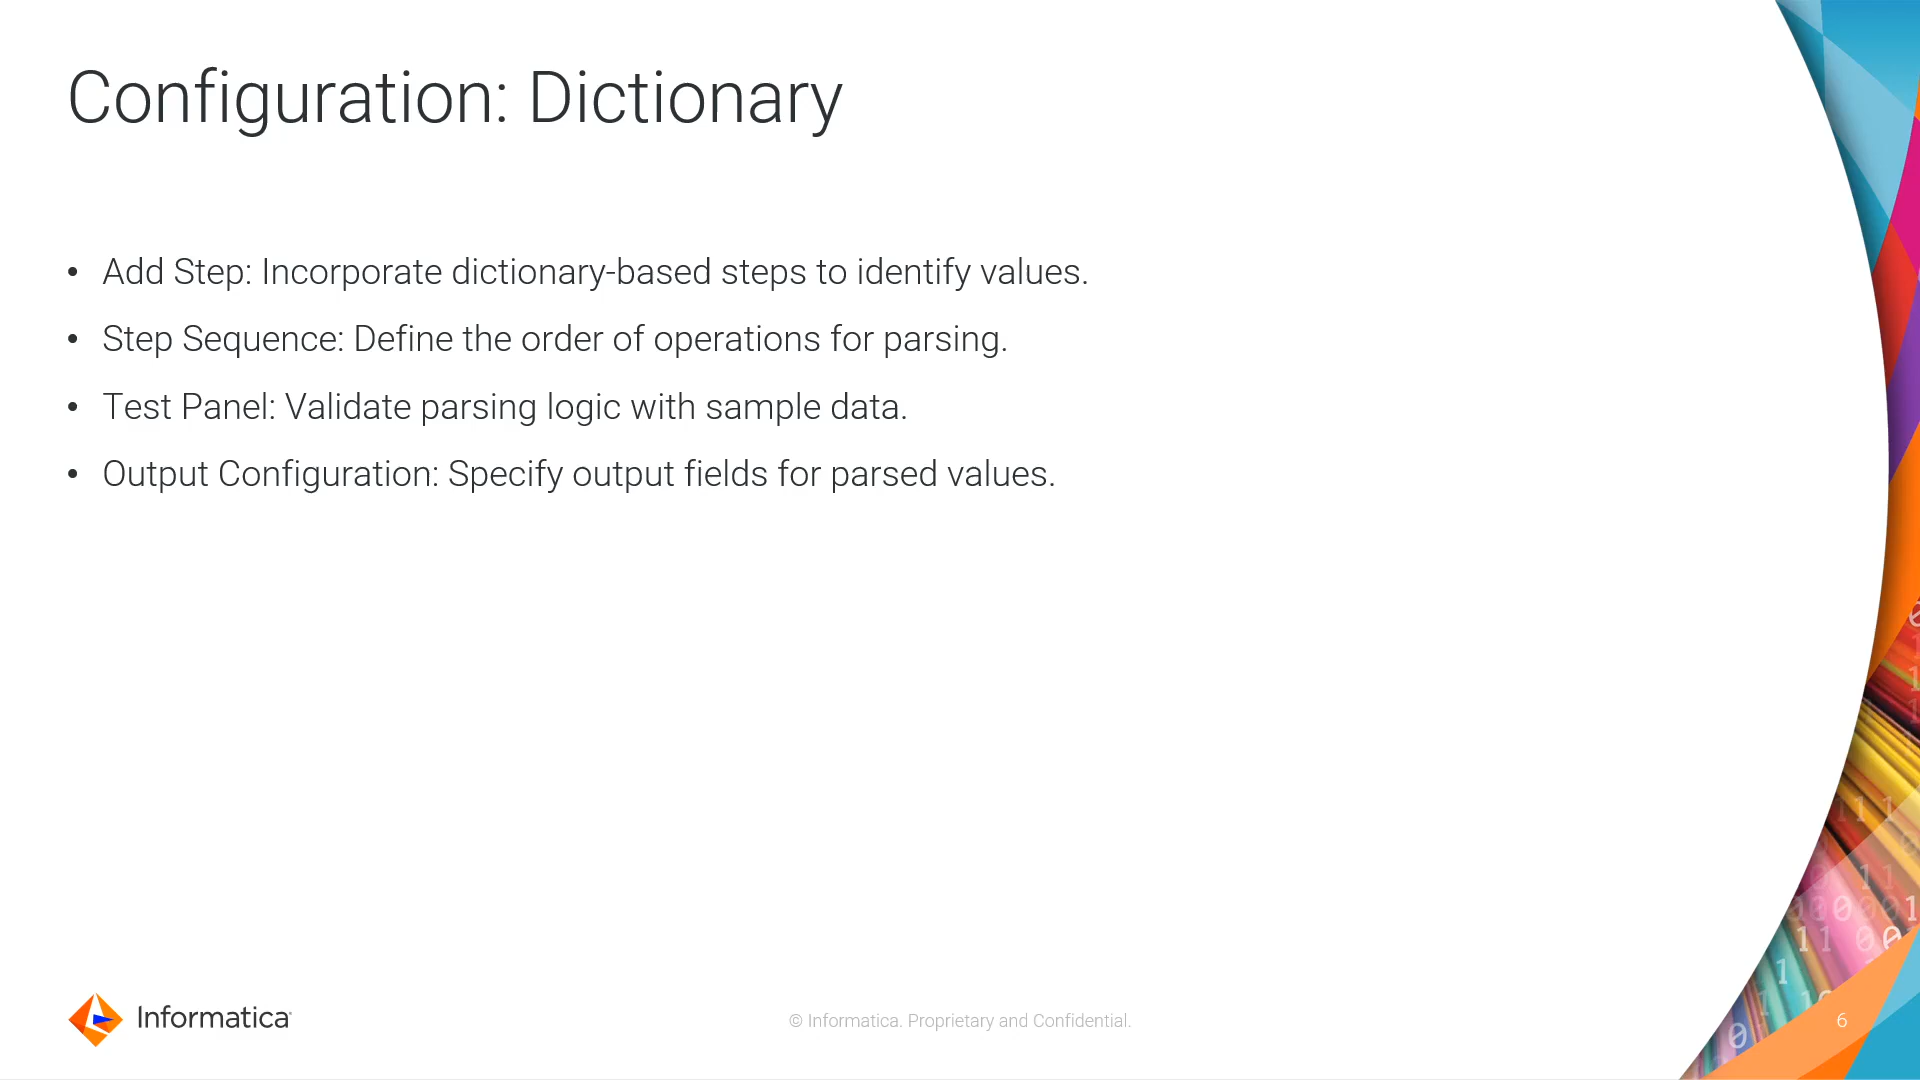 Configuration: Dictionary
• Add Step: Incorporate dictionary-based steps to identify values.
• Step Sequence: Define the order of operations for parsing.
• Test Panel: Validate parsing logic with sample data.
• Output Configuration: Specify output fields for parsed values.
Informatica
© Informatica. Proprietary and Confidential.
6